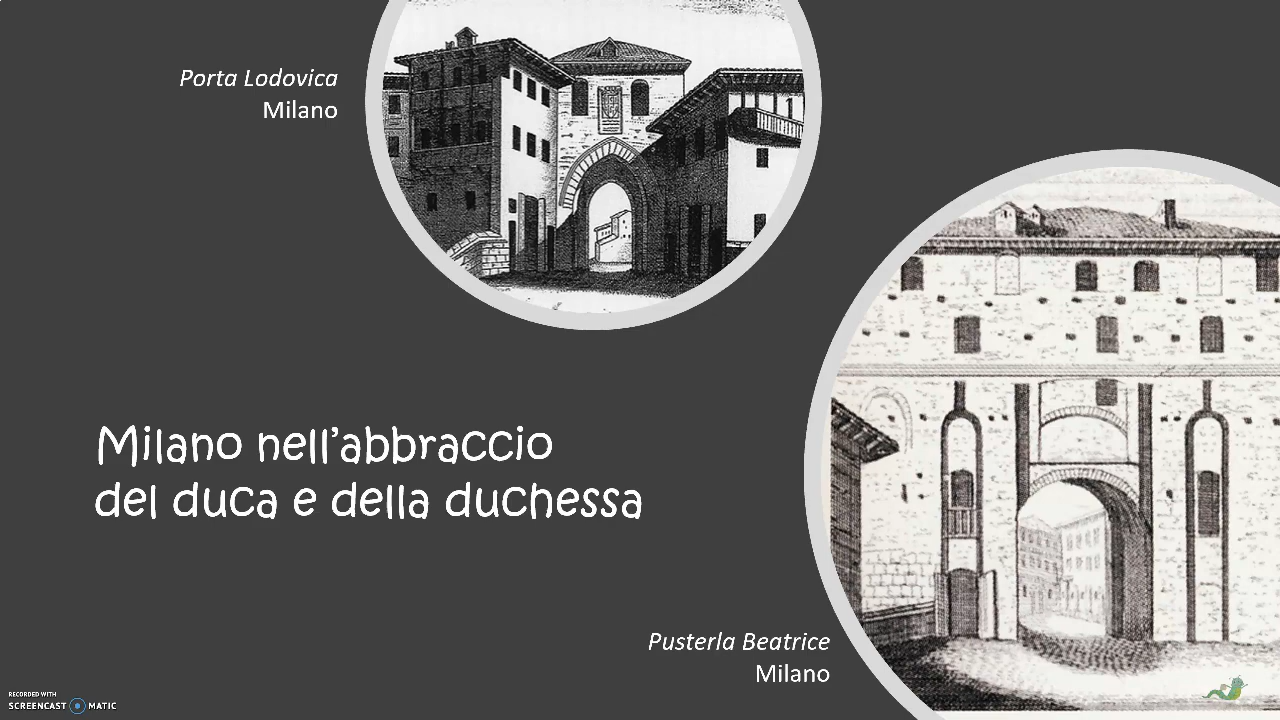 Porta Lodovica
Milano
Milano nell’abbraccio
del duca e della duchessa
Pusterla Beatrice
Milano
RECORDED WITH
SCREENCAST MATIC